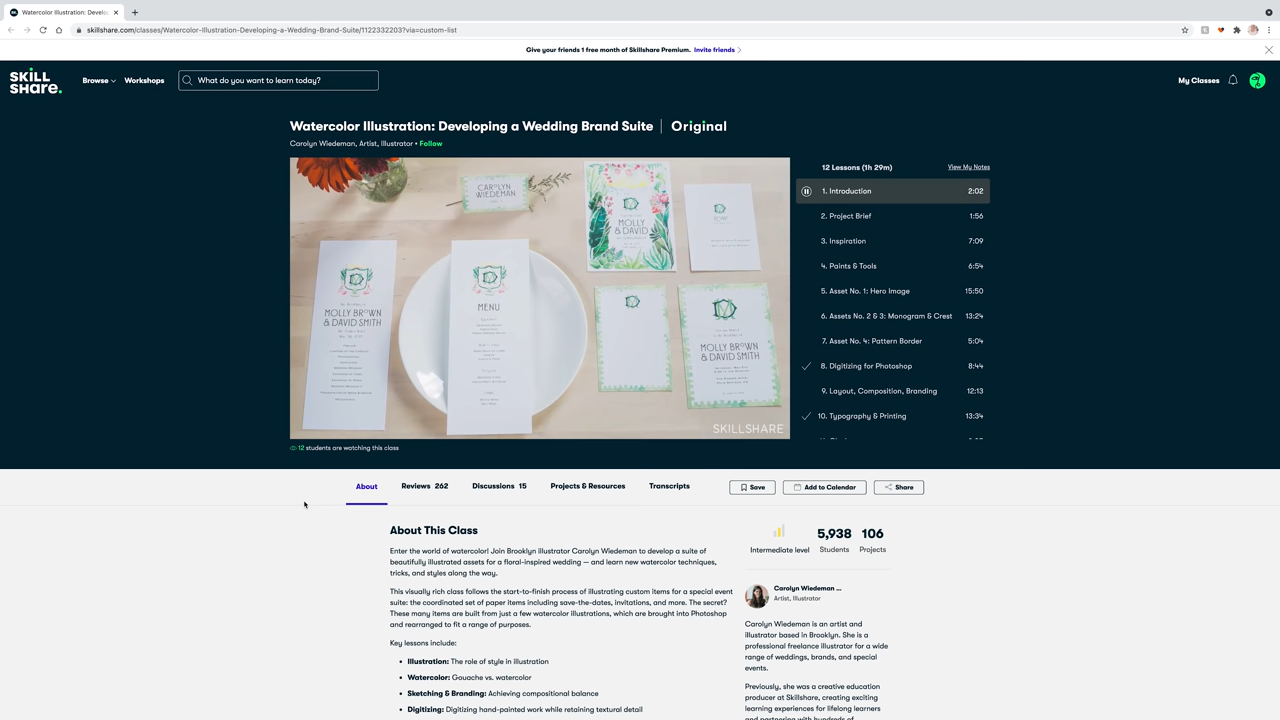 Watercolor Illustration: Develo
skillshare.com/classes/Watercolor-Illustration-Developing-a-Wedding-Brand-Suite/1122332203?via=custom-list
Give your friends 1 free month of Skillshare Premium. Invite friends
SKILL
SHARE.
Browse
Workshops
What do you want to learn today?
My Classes
Watercolor Illustration: Developing a Wedding Brand Suite | Original
Carolyn Wiedeman, Artist, Illustrator • Follow
CAROLYN
WIEDEMAN
MOLLY
& DAVID
MENU
MOLLY BROWN
& DAVID SMITH
MOLLY BROWN
& DAVID SMITH
SKILLSHARE
12 Lessons (1h 29m)
View My Notes
1. Introduction 2:02
2. Project Brief 1:56
3. Inspiration 7:09
4. Paints & Tools 6:54
5. Asset No. 1: Hero Image 15:50
6. Assets No. 2 & 3: Monogram & Crest 13:24
7. Asset No. 4: Pattern Border 5:04
8. Digitizing for Photoshop 8:44
9. Layout, Composition, Branding 12:13
10. Typography & Printing 13:34
12 students are watching this class
About
Reviews 262
Discussions 15
Projects & Resources
Transcripts
Save
Add to Calendar
Share
About This Class
Enter the world of watercolor! Join Brooklyn illustrator Carolyn Wiedeman to develop a suite of
beautifully illustrated assets for a floral-inspired wedding — and learn new watercolor techniques,
tricks, and styles along the way.
This visually rich class follows the start-to-finish process of illustrating custom items for a special event
suite: the coordinated set of paper items including save-the-dates, invitations, and more. The secret?
These many items are built from just a few watercolor illustrations, which are brought into Photoshop
and rearranged to fit a range of purposes.
Key lessons include:
• Illustration: The role of style in illustration
• Watercolor: Gouache vs. watercolor
• Sketching & Branding: Achieving compositional balance
• Digitizing: Digitizing hand-painted work while retaining textural detail
Intermediate level
5,938
Students
106
Projects
Carolyn Wiedeman ...
Artist, Illustrator
Carolyn Wiedeman is an artist and
illustrator based in Brooklyn. She is a
professional freelance illustrator for a wide
range of weddings, brands, and special
events.
Previously, she was a creative education
producer at Skillshare, creating exciting
learning experiences for lifelong learners
and partnering with hundreds of